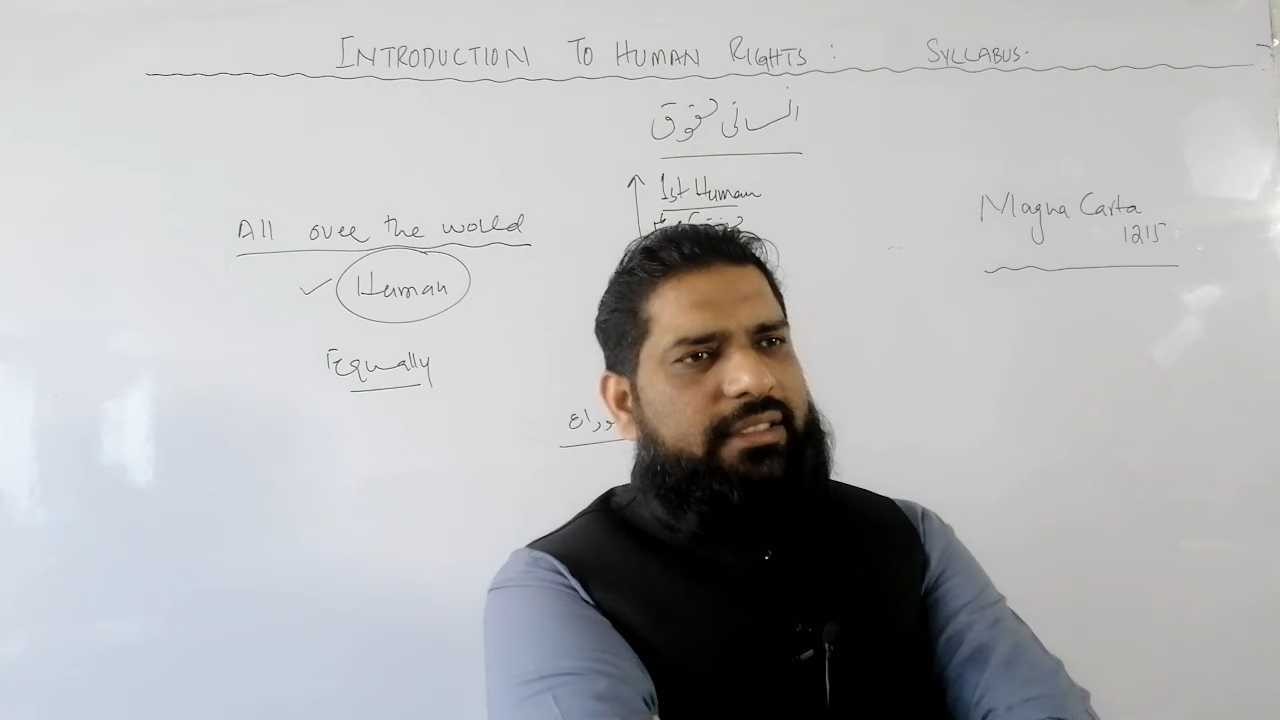 INTRODUCTION TO HUMAN RIGHTS: SYLLABUS.
انسانی حقوق
1st Human
All over the world
Human
Equally
Magna Carta
1215